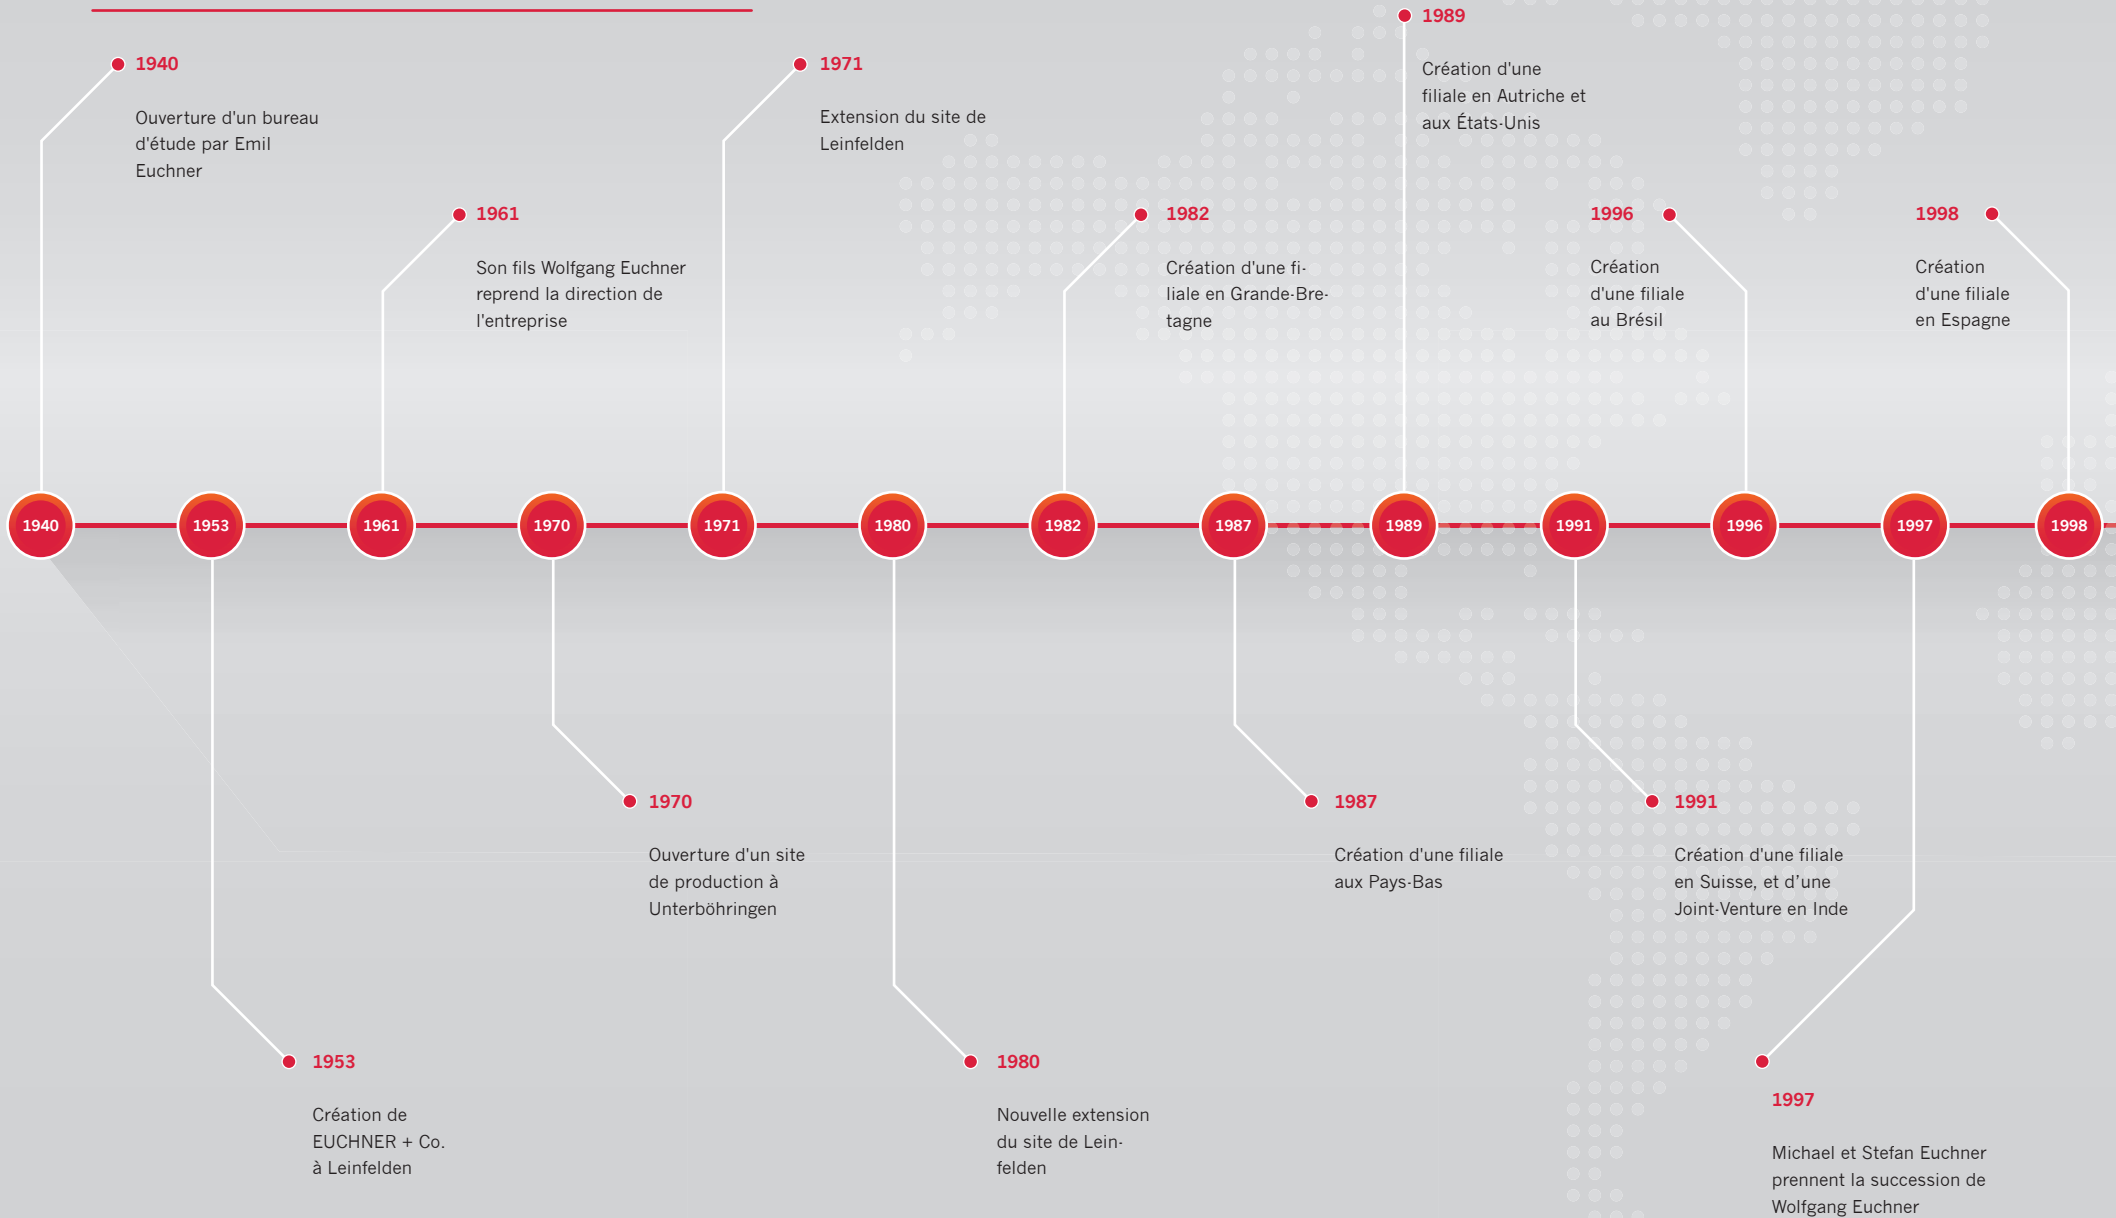 1989
Création d'une
filiale en Autriche et
aux États-Unis
1940
Ouverture d'un bureau
d'étude par Emil
Euchner
1971
Extension du site de
Leinfelden
1961
Son fils Wolfgang Euchner
reprend la direction de
l'entreprise
1982
Création d'une fi-
liale en Grande-Bre-
tagne
1996
Création
d'une filiale
au Brésil
1998
Création
d'une filiale
en Espagne
1940
1953
1961
1970
1971
1980
1982
1987
1989
1991
1996
1997
1998
1970
Ouverture d'un site
de production à
Unterböhringen
1987
Création d'une filiale
aux Pays-Bas
1991
Création d'une filiale
en Suisse, et d’une
Joint-Venture en Inde
1953
Création de
EUCHNER + Co.
à Leinfelden
1980
Nouvelle extension
du site de Lein-
felden
1997
Michael et Stefan Euchner
prennent la succession de
Wolfgang Euchner